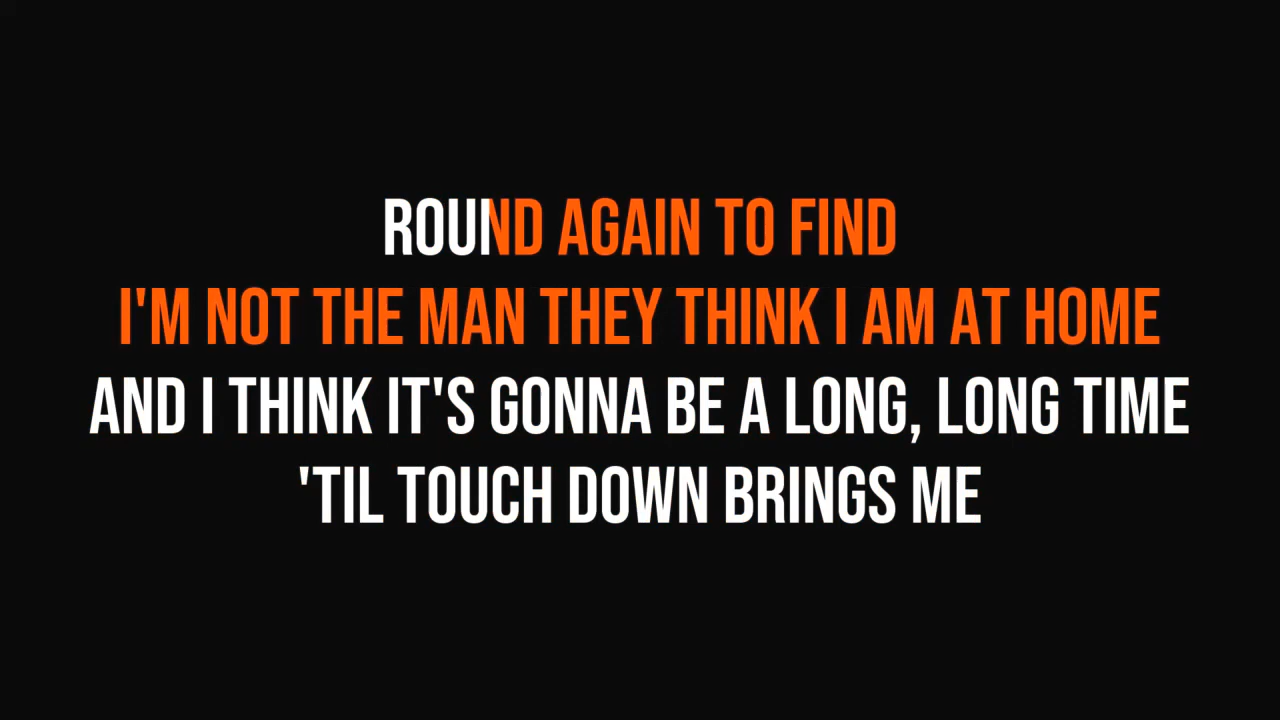 ROUND AGAIN TO FIND
I'M NOT THE MAN THEY THINK I AM AT HOME
AND I THINK IT'S GONNA BE A LONG, LONG TIME
'TIL TOUCH DOWN BRINGS ME